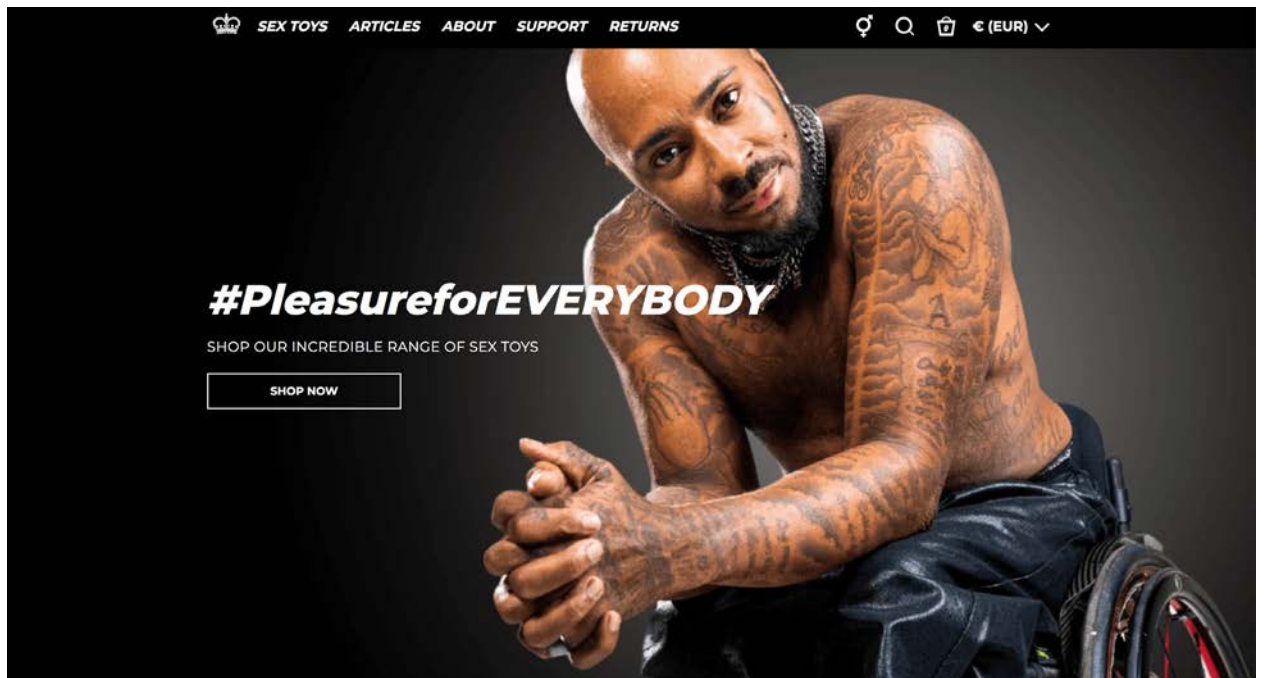 SEX TOYS ARTICLES ABOUT SUPPORT RETURNS € (EUR)
#PleasureforEVERYBODY
SHOP OUR INCREDIBLE RANGE OF SEX TOYS
SHOP NOW
A